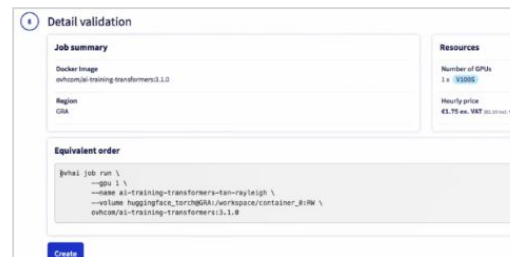 6 Detail validation
Job summary
Docker Image
ovhcom/ai-training-transformers:3.1.0
Region
GRA
Resources
Number of GPUs
1 x V100S
Hourly price
€1.75 ex. VAT
Equivalent order
ovhai job run \
--gpu 1 \
--name ai-training-transformers-tan-rayleigh \
--volume huggingface_torch@GRA:/workspace/container_0:RW \
ovhcom/ai-training-transformers:3.1.0
Create